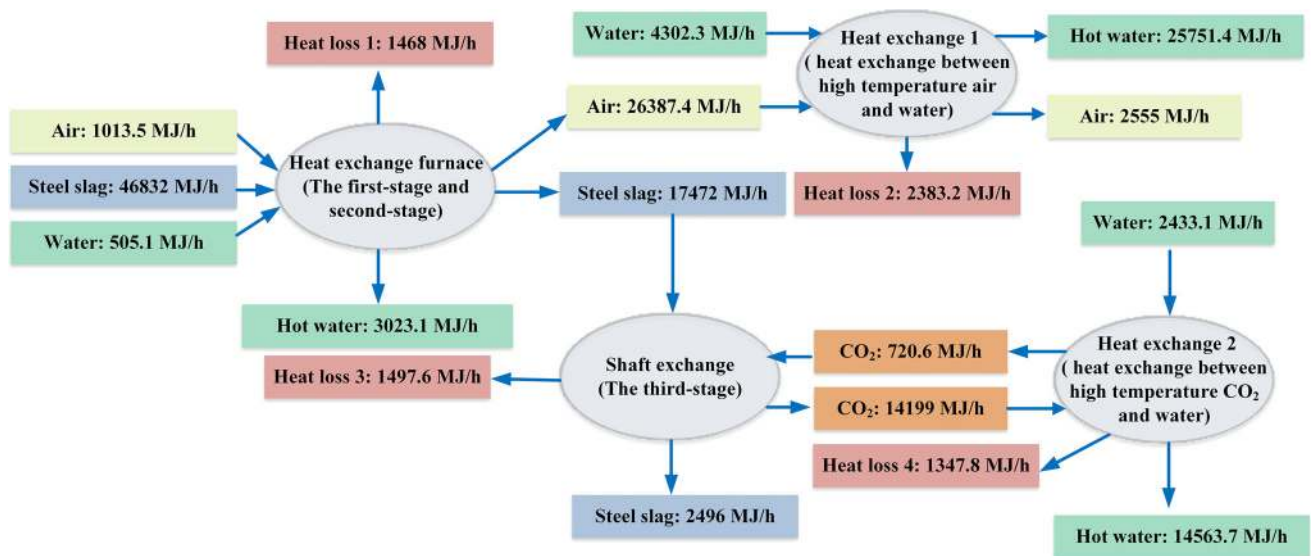 Heat loss 1: 1468 MJ/h
Water: 4302.3 MJ/h
Heat exchange 1
( heat exchange between
high temperature air
and water)
Hot water: 25751.4 MJ/h
Air: 1013.5 MJ/h
Steel slag: 46832 MJ/h
Water: 505.1 MJ/h
Heat exchange furnace
(The first-stage and
second-stage)
Air: 26387.4 MJ/h
Air: 2555 MJ/h
Steel slag: 17472 MJ/h
Heat loss 2: 2383.2 MJ/h
Water: 2433.1 MJ/h
Hot water: 3023.1 MJ/h
Heat loss 3: 1497.6 MJ/h
Shaft exchange
(The third-stage)
CO₂: 720.6 MJ/h
CO₂: 14199 MJ/h
Heat exchange 2
( heat exchange between
high temperature CO₂
and water)
Heat loss 4: 1347.8 MJ/h
Steel slag: 2496 MJ/h
Hot water: 14563.7 MJ/h